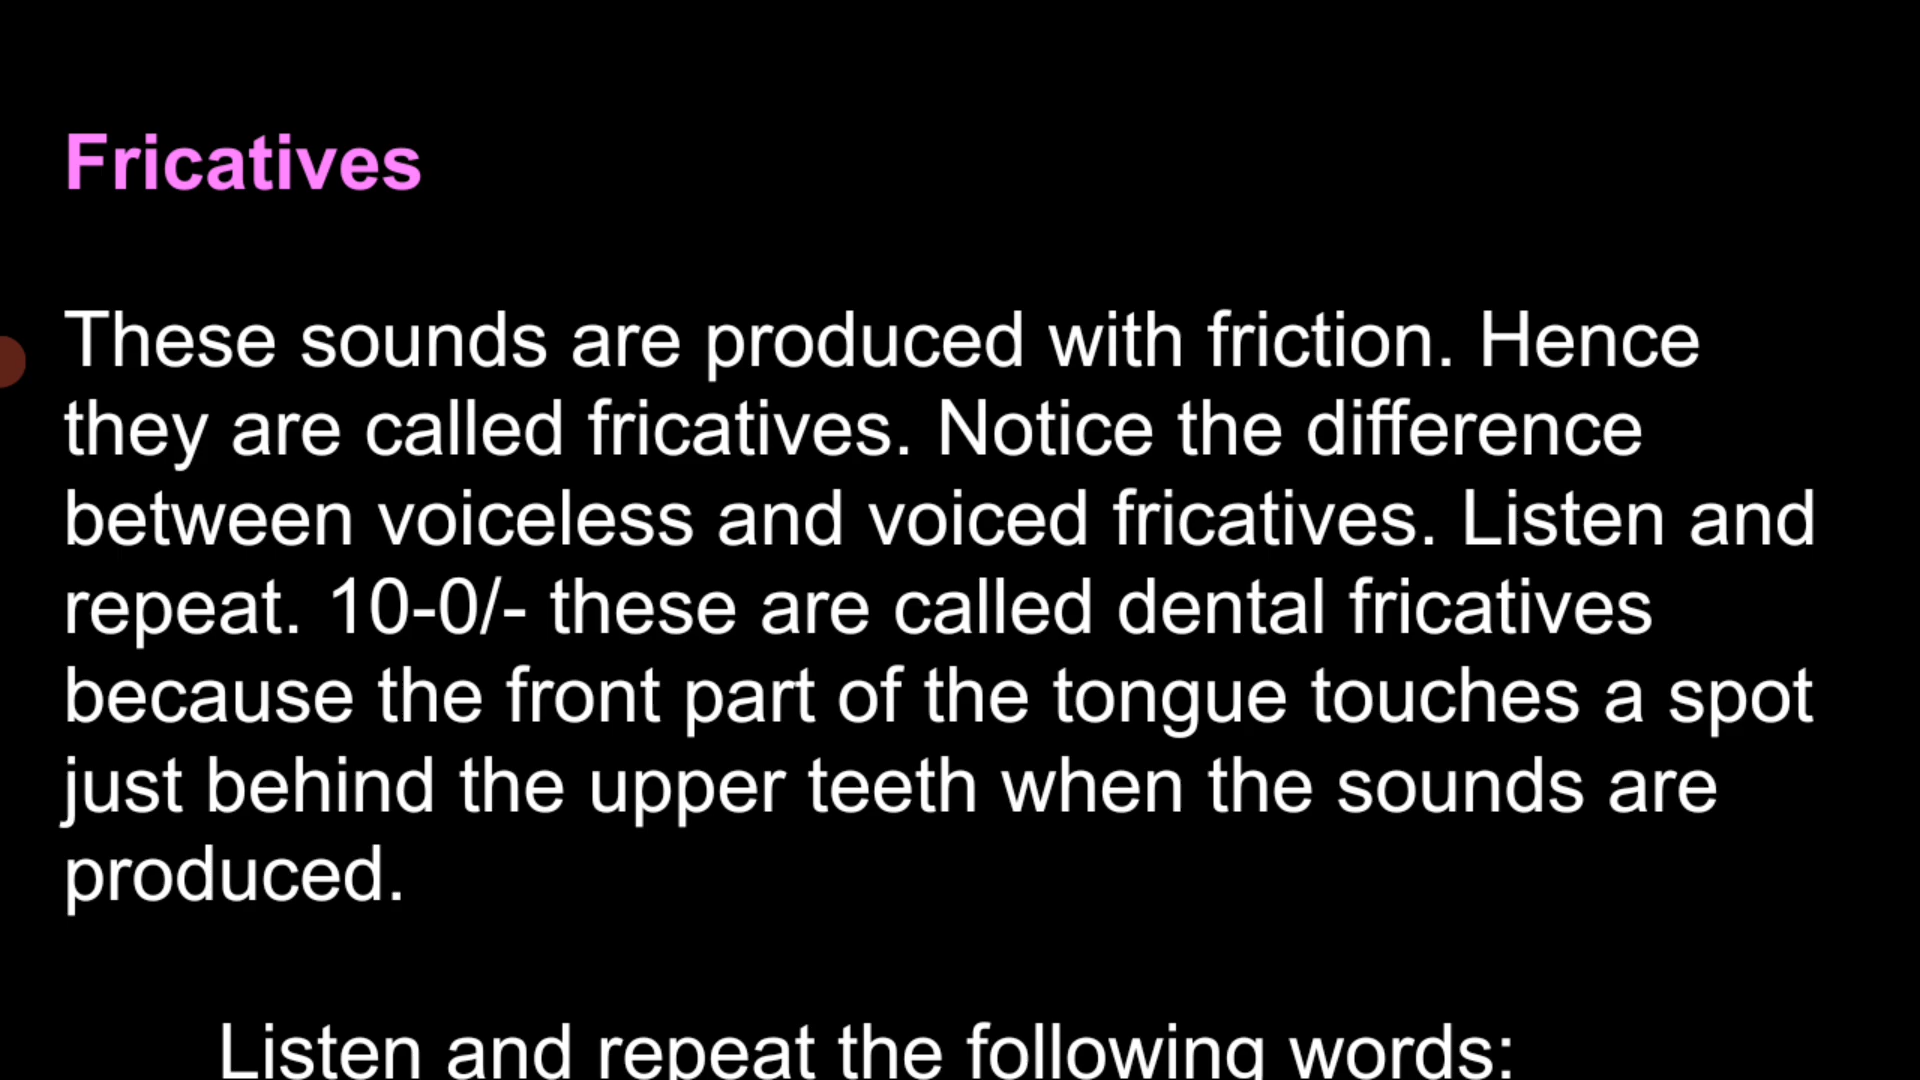 Fricatives
These sounds are produced with friction. Hence
they are called fricatives. Notice the difference
between voiceless and voiced fricatives. Listen and
repeat. 10-0/- these are called dental fricatives
because the front part of the tongue touches a spot
just behind the upper teeth when the sounds are
produced.
Listen and repeat the following words: